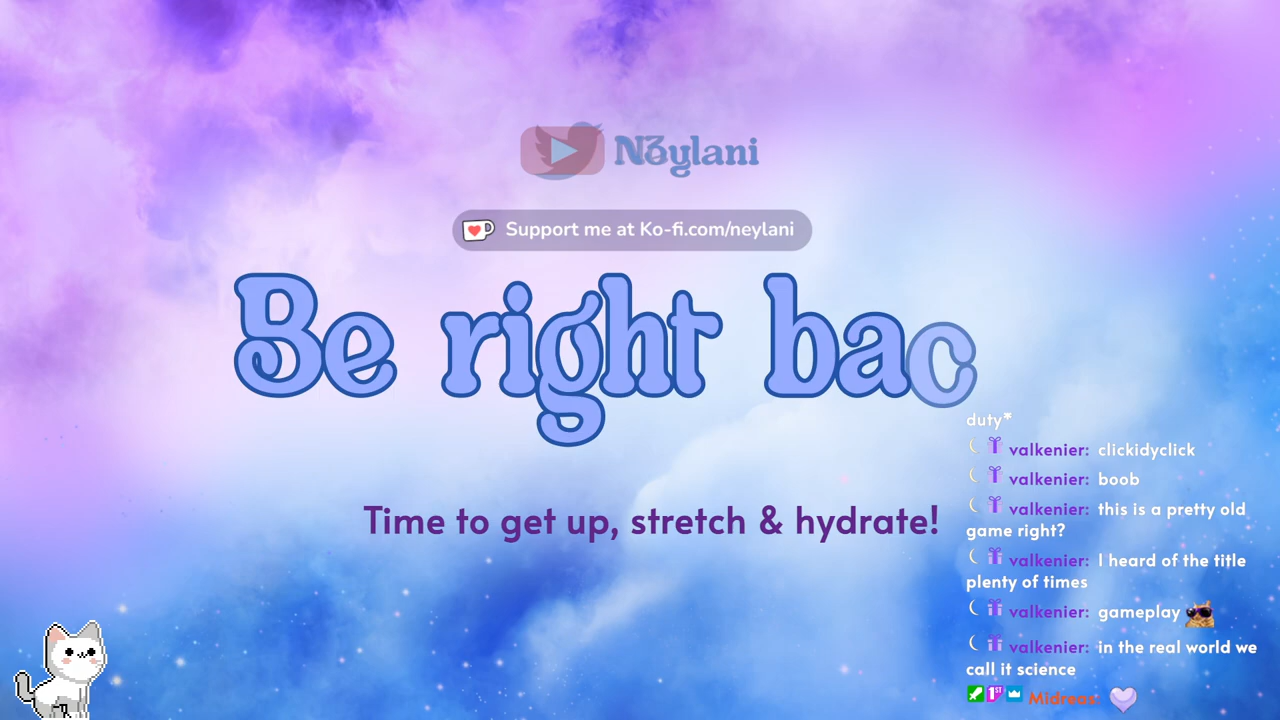 Support me at Ko-fi.com/neylani
Be right bac
Time to get up, stretch & hydrate!
duty*
valkenier: clickidyclick
valkenier: boob
valkenier: this is a pretty old
game right?
valkenier: I heard of the title
plenty of times
valkenier: gameplay
valkenier: in the real world we
call it science
1ST Midreas: